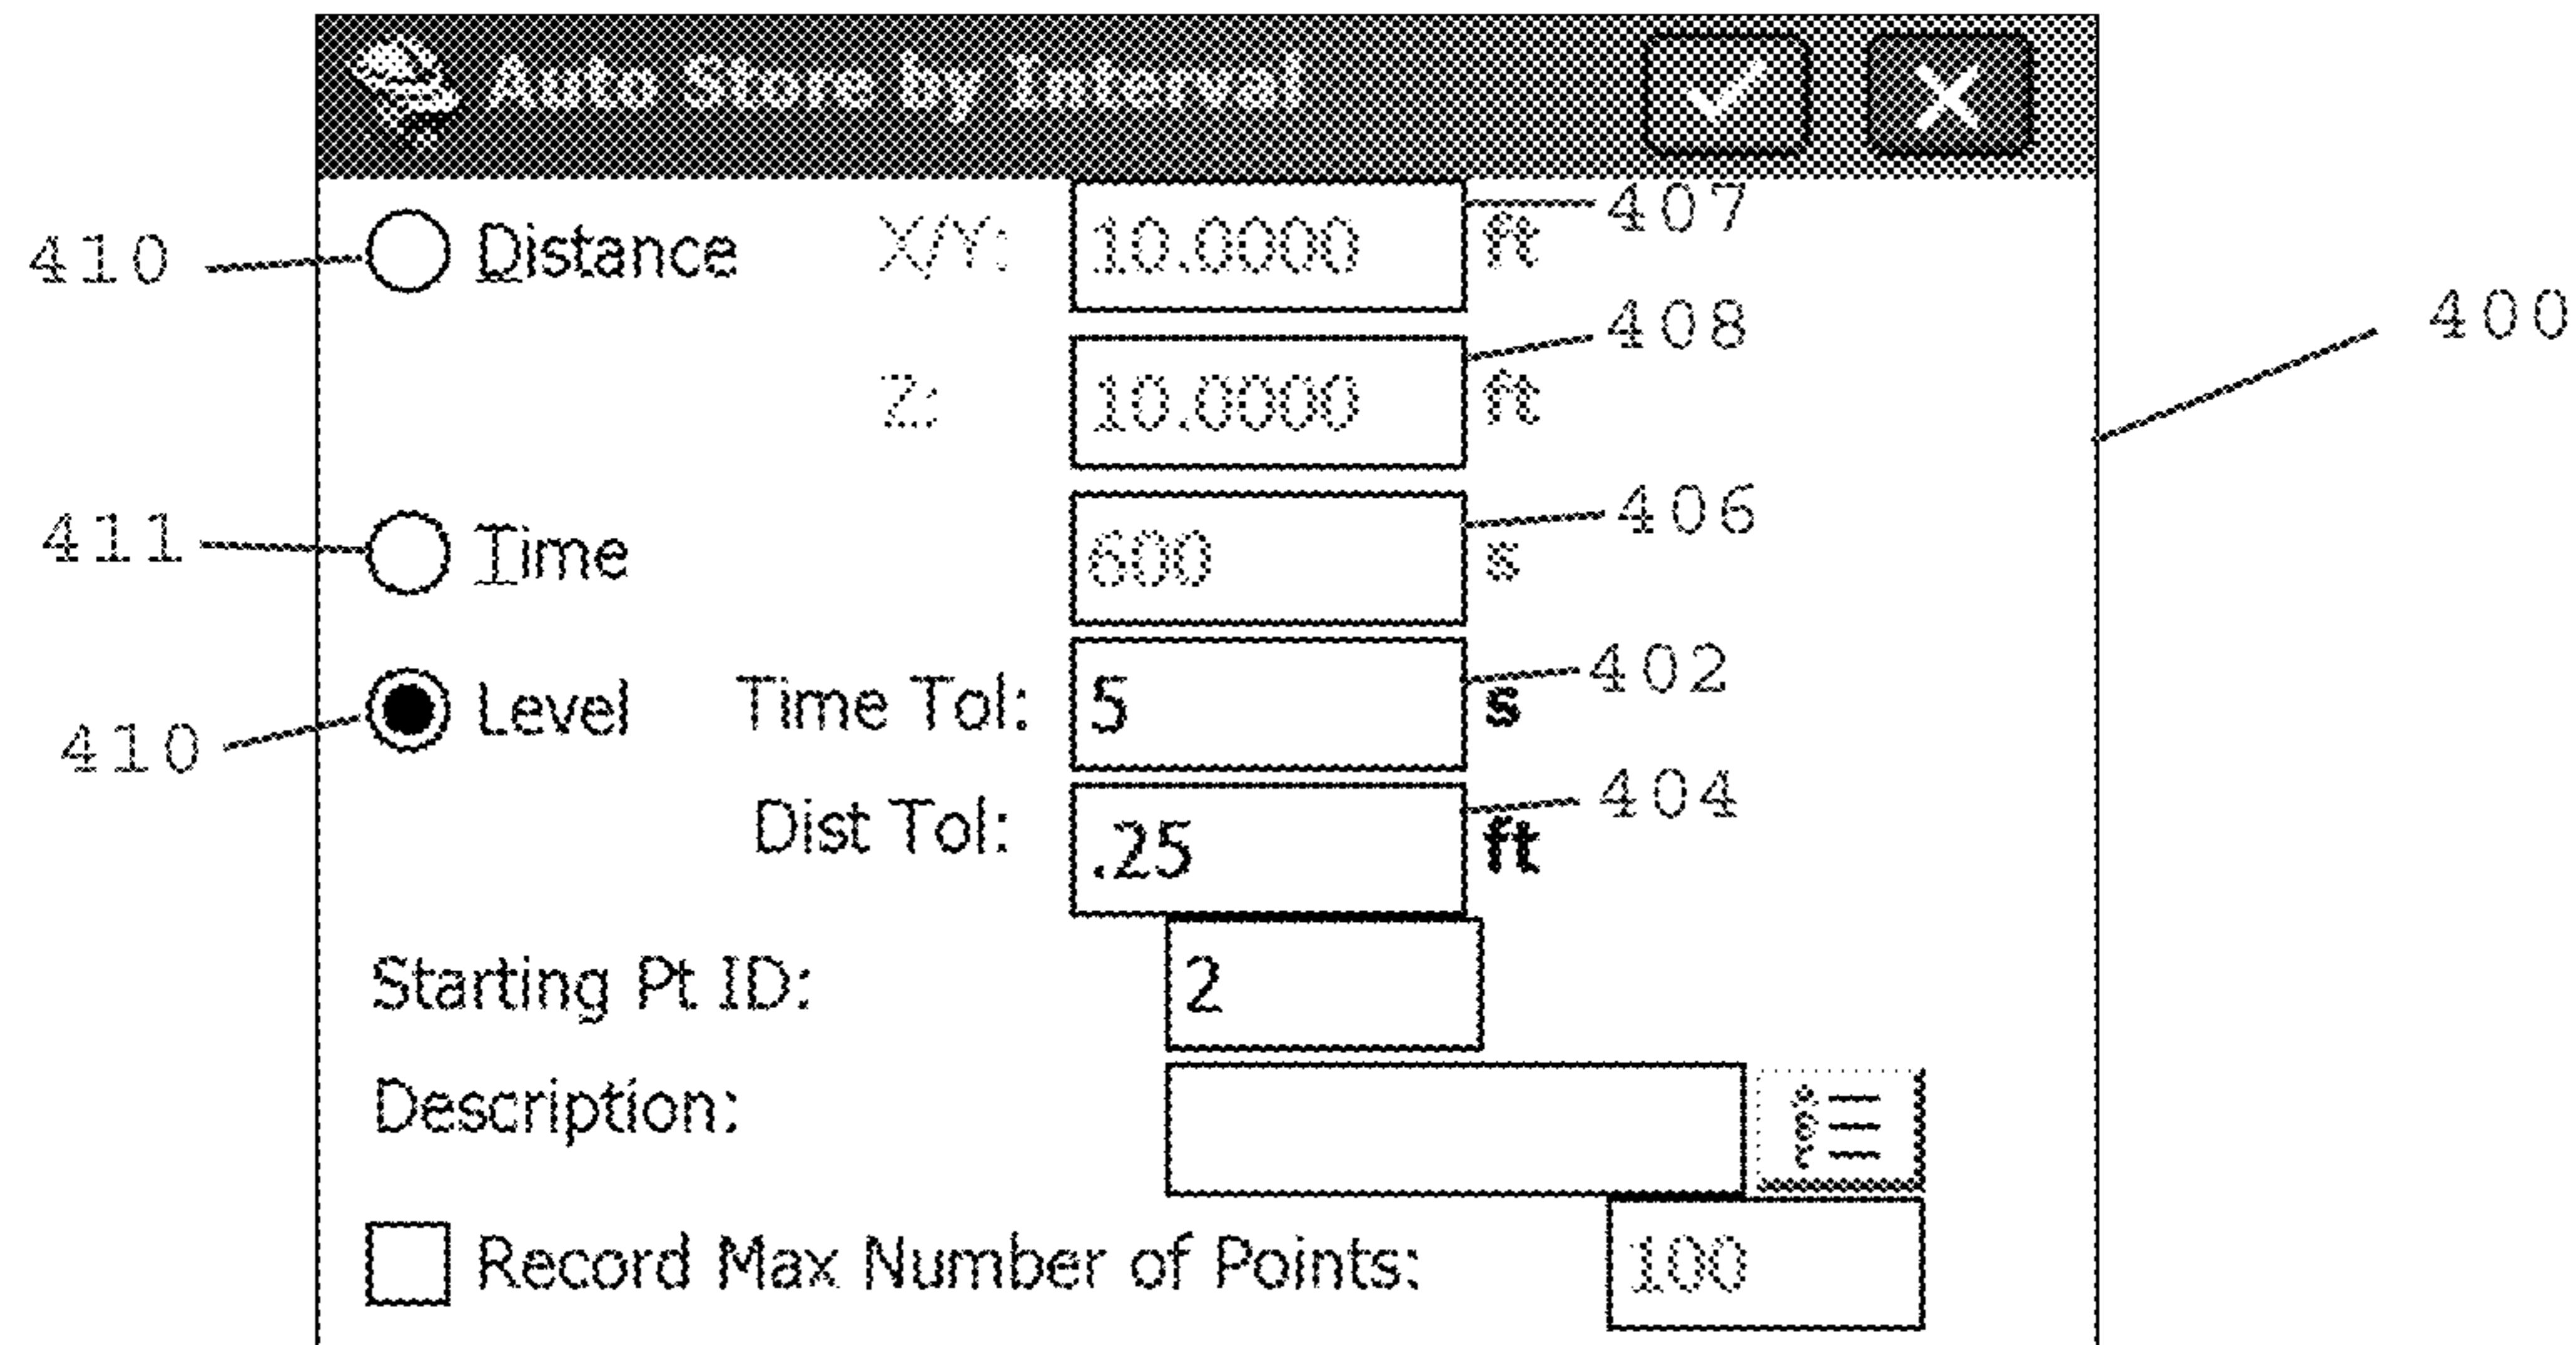 Auto Store by Interval
410 Distance X/Y: 10.0000 ft 407
Z: 10.0000 ft 408
400
411 Time 600 s 406
410 Level Time Tol: 5 s 402
Dist Tol: .25 ft 404
Starting Pt ID: 2
Description:
Record Max Number of Points: 100